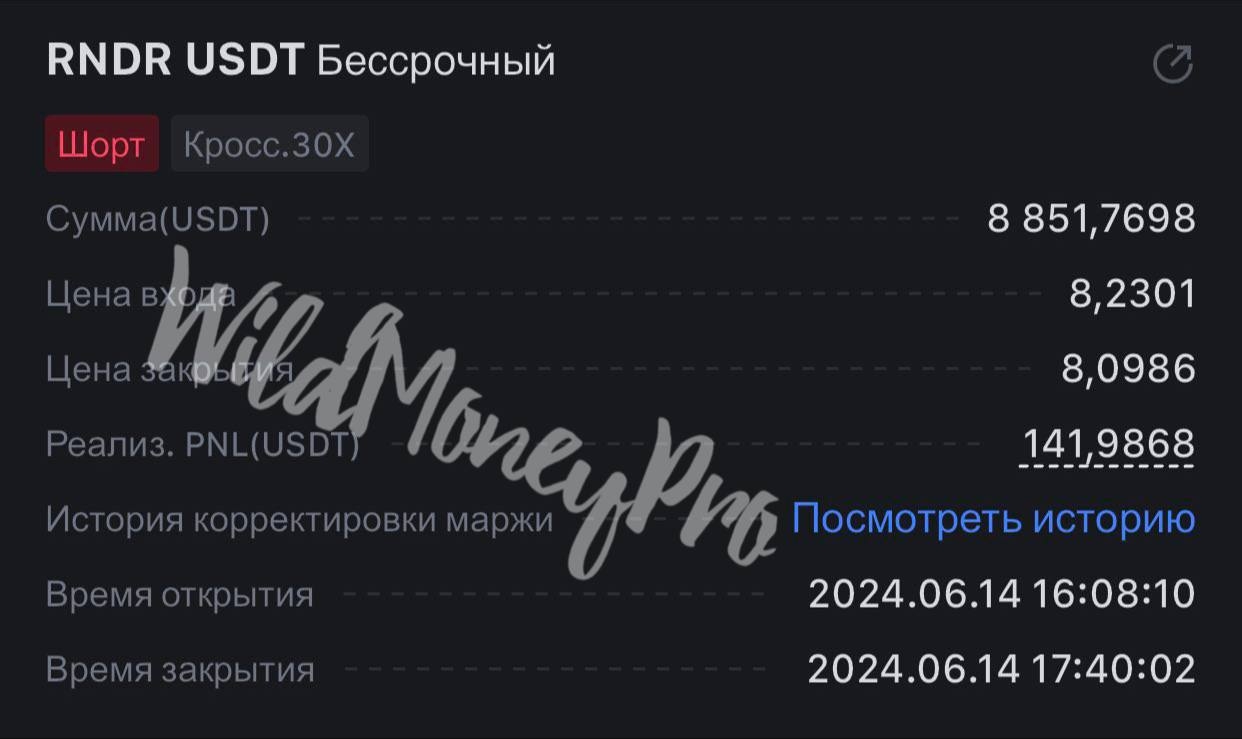 RNDR USDT Бессрочный
Шорт Кросс.30X
Сумма(USDT) 8 851,7698
Цена входа 8,2301
Цена закрытия 8,0986
Реализ. PNL(USDT) 141,9868
История корректировки маржи Посмотреть историю
Время открытия 2024.06.14 16:08:10
Время закрытия 2024.06.14 17:40:02
WildMoneyPro